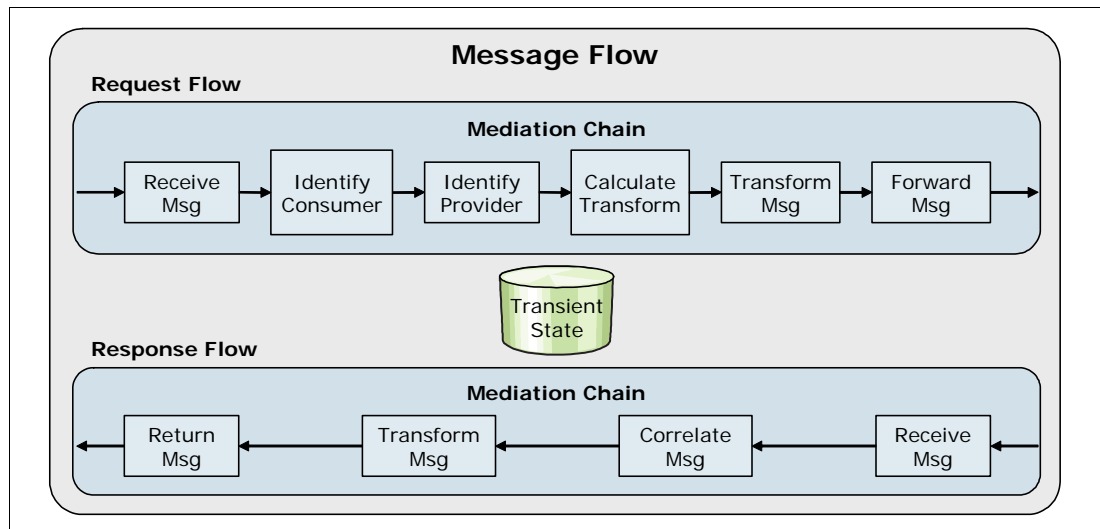 Message Flow
Request Flow
Mediation Chain
Receive
Msg
Identify
Consumer
Identify
Provider
Calculate
Transform
Transform
Msg
Forward
Msg
Transient
State
Response Flow
Mediation Chain
Return
Msg
Transform
Msg
Correlate
Msg
Receive
Msg